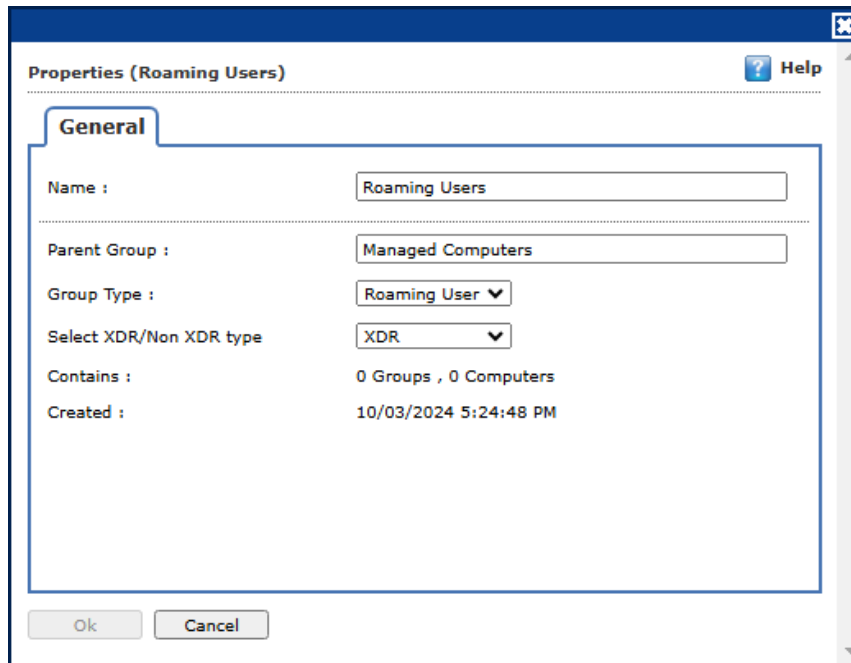 Properties (Roaming Users) ? Help
General
Name : Roaming Users
Parent Group : Managed Computers
Group Type : Roaming User
Select XDR/Non XDR type XDR
Contains : 0 Groups , 0 Computers
Created : 10/03/2024 5:24:48 PM
Ok Cancel